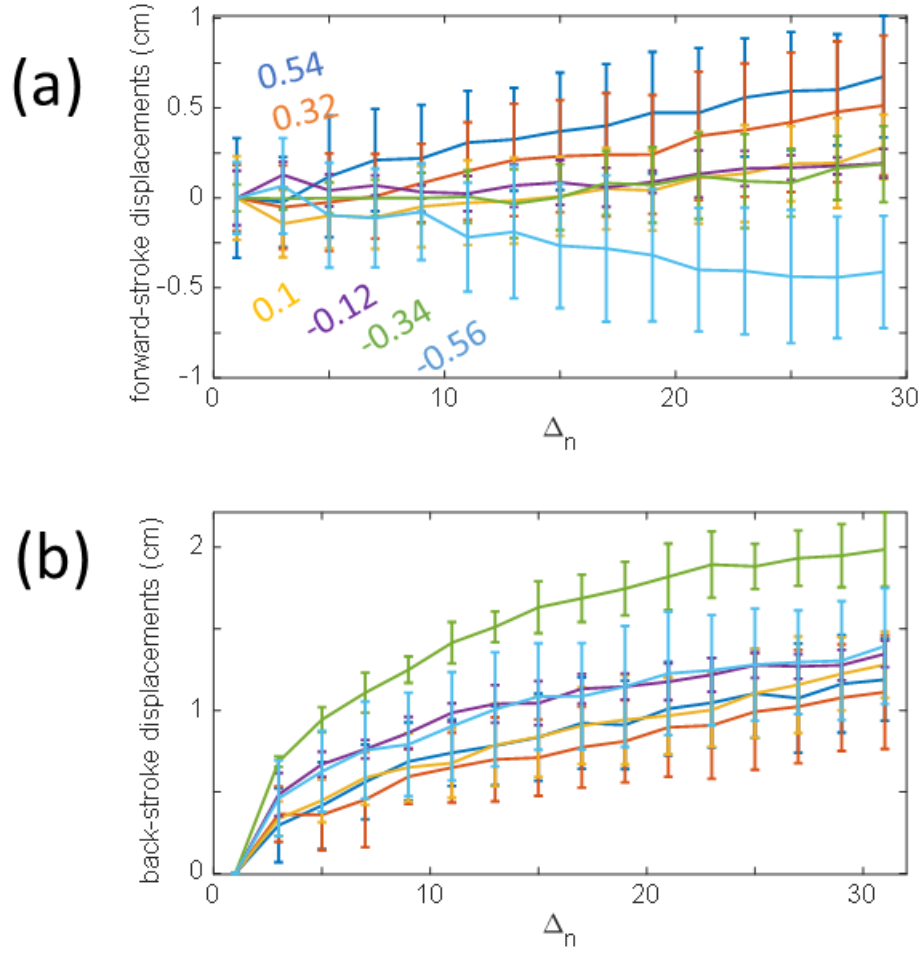 (a)
forward-stroke displacements (cm)
1
0.5
0
-0.5
-1
0.54
0.32
0.1
-0.12
-0.34
-0.56
0 10 20 30
Δn
(b)
back-stroke displacements (cm)
2
1
0
0 10 20 30
Δn